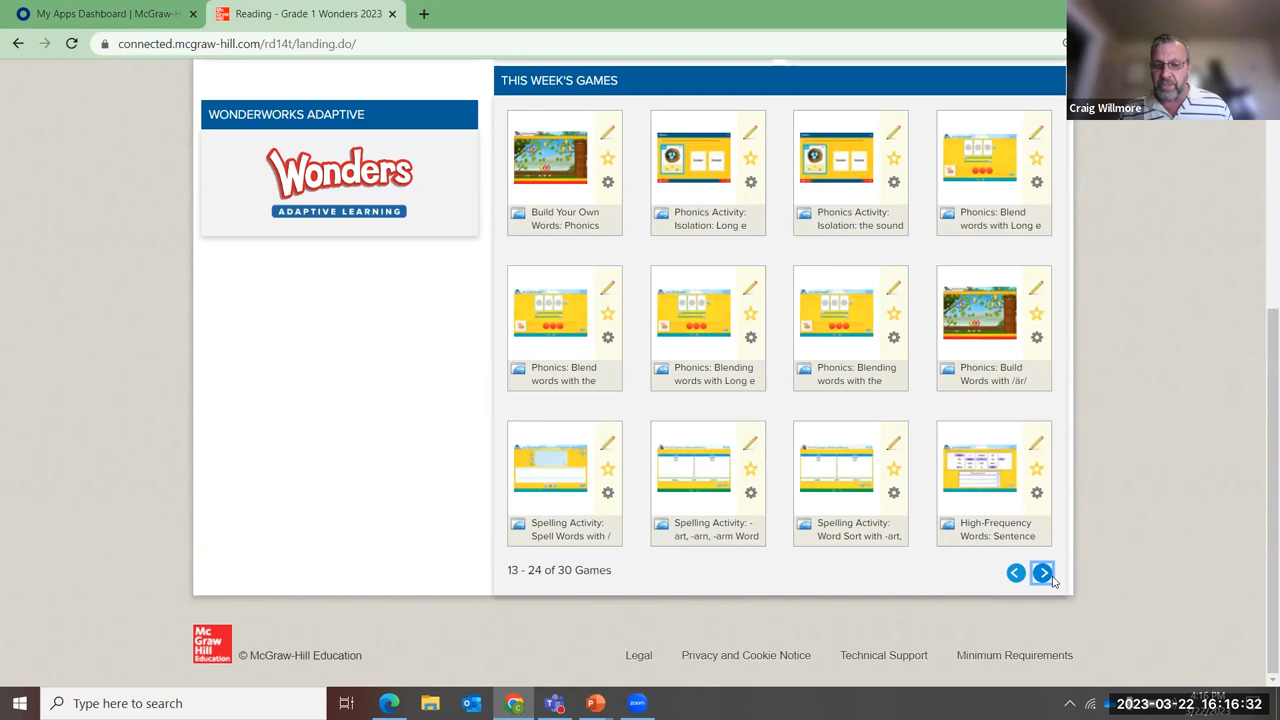 My Apps Dashboard | McGraw-H
Reading - Grade 1 Wonders 2023
connected.mcgraw-hill.com/rd14t/landing.do/
Craig Willmore
THIS WEEK'S GAMES
WONDERWORKS ADAPTIVE
Wonders
ADAPTIVE LEARNING
Build Your Own
Words: Phonics
Phonics Activity:
Isolation: Long e
Phonics Activity:
Isolation: the sound
Phonics: Blend
words with Long e
Phonics: Blend
words with the
Phonics: Blending
words with Long e
Phonics: Blending
words with the
Phonics: Build
Words with /är/
Spelling Activity:
Spell Words with /
Spelling Activity: -
art, -arn, -arm Word
Spelling Activity:
Word Sort with -art,
High-Frequency
Words: Sentence
13 - 24 of 30 Games
Mc
Graw
Hill
Education
© McGraw-Hill Education
Legal
Privacy and Cookie Notice
Technical Support
Minimum Requirements
Type here to search
zoom
4:16 PM
2023-03-22 16:16:32